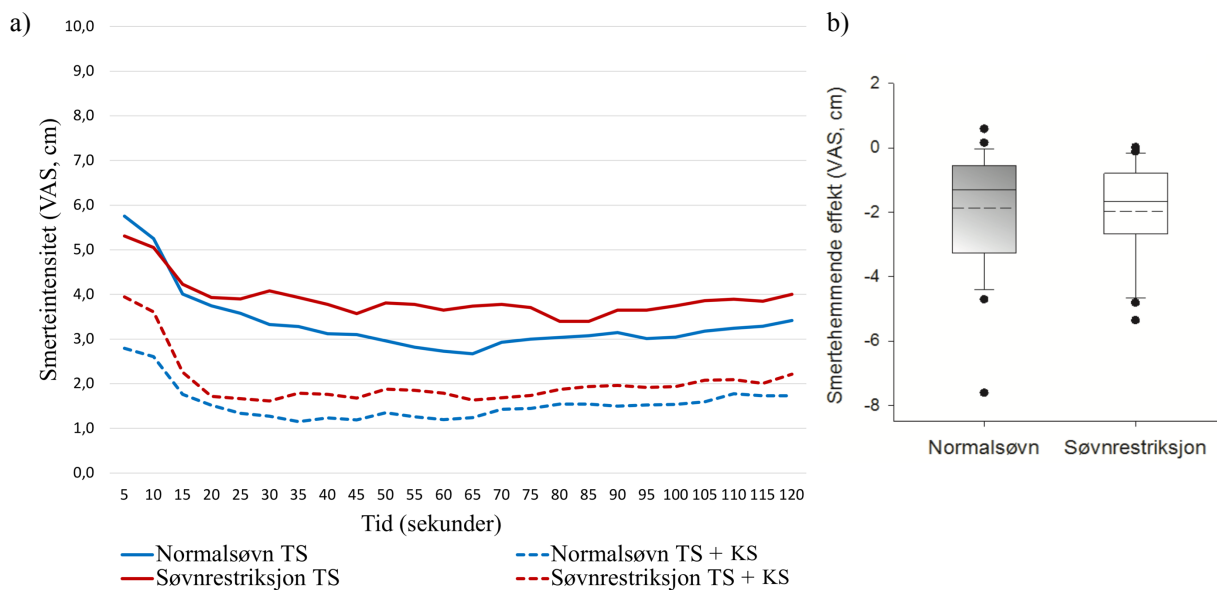 a)
Smerteintensitet (VAS, cm)
10,0
9,0
8,0
7,0
6,0
5,0
4,0
3,0
2,0
1,0
0,0
5 10 15 20 25 30 35 40 45 50 55 60 65 70 75 80 85 90 95 100 105 110 115 120
Tid (sekunder)
Normalsøvn TS
Normalsøvn TS + KS
Søvnrestriksjon TS
Søvnrestriksjon TS + KS
b)
Smertehemmende effekt (VAS, cm)
2
0
-2
-4
-6
-8
Normalsøvn Søvnrestriksjon